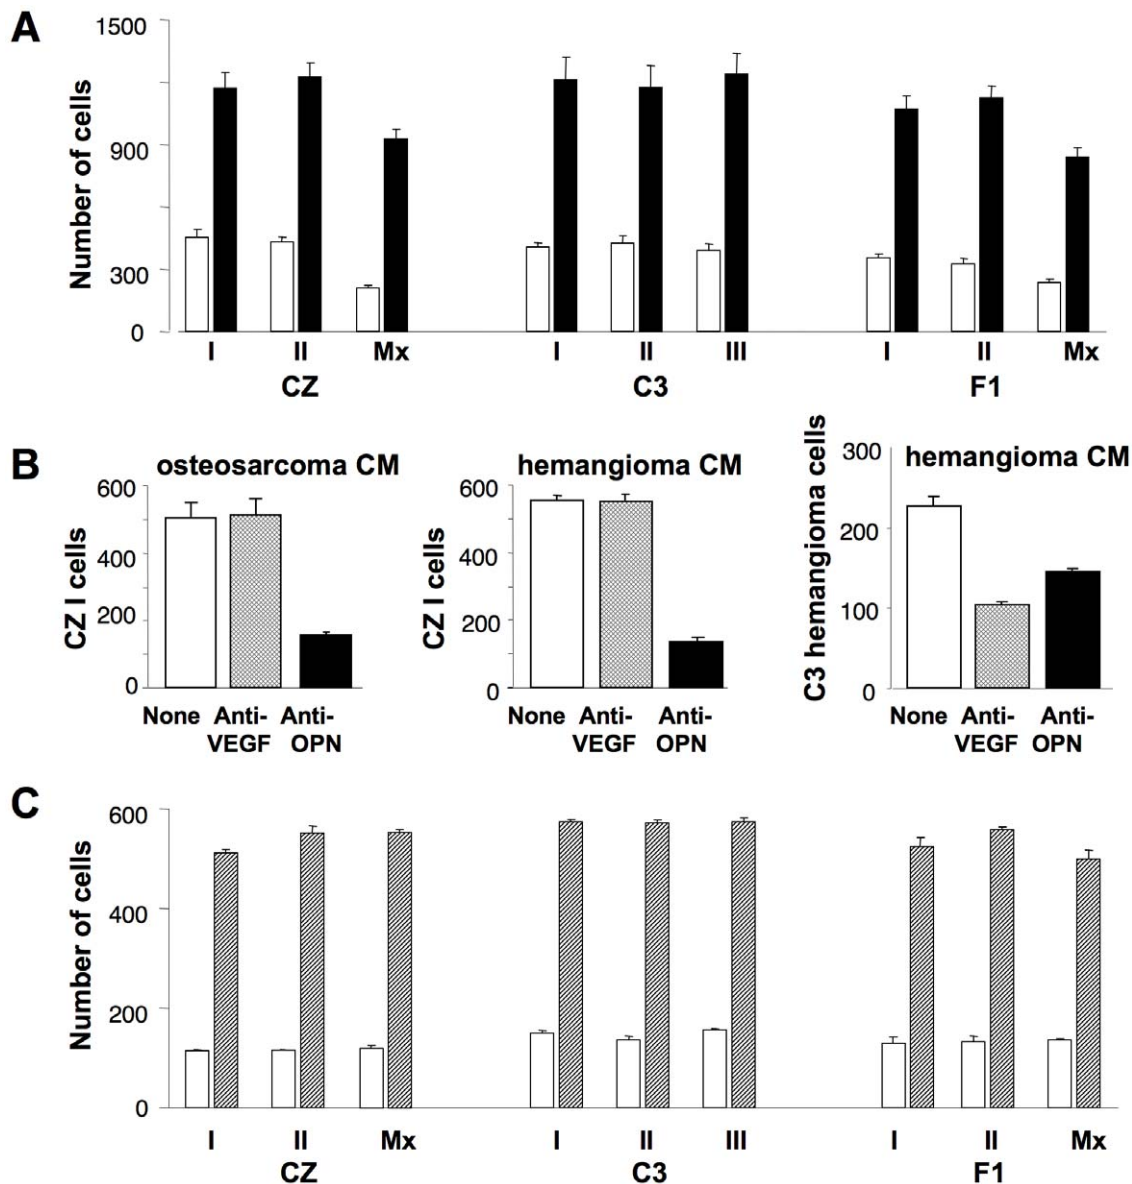 A
1500
900
300
0
Number of cells
I II Mx
CZ
I II III
C3
I II Mx
F1
B
osteosarcoma CM
600
400
200
0
CZ I cells
None Anti- Anti-
VEGF OPN
hemangioma CM
600
400
200
0
CZ I cells
None Anti- Anti-
VEGF OPN
hemangioma CM
300
200
100
0
C3 hemangioma cells
None Anti- Anti-
VEGF OPN
C
600
400
200
0
Number of cells
I II Mx
CZ
I II III
C3
I II Mx
F1